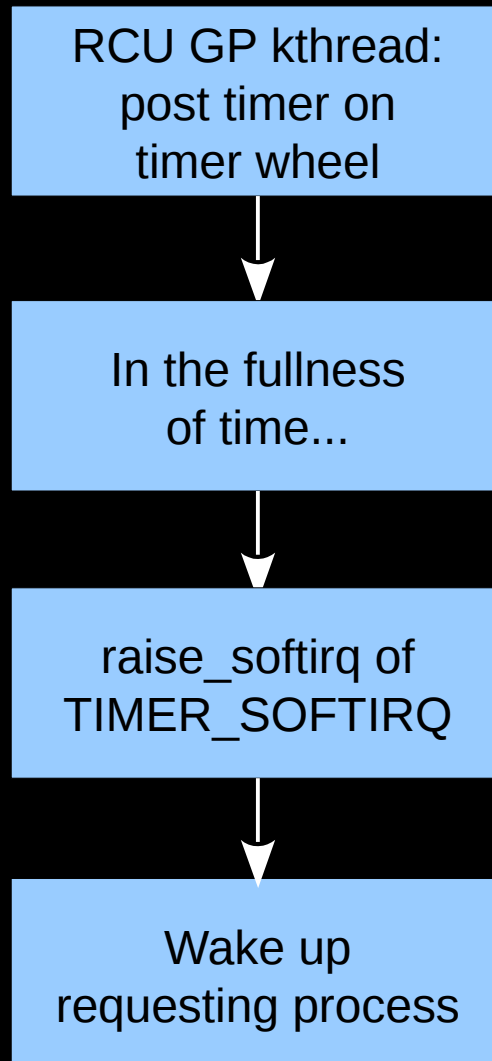 RCU GP kthread:
post timer on
timer wheel
In the fullness
of time...
raise_softirq of
TIMER_SOFTIRQ
Wake up
requesting process